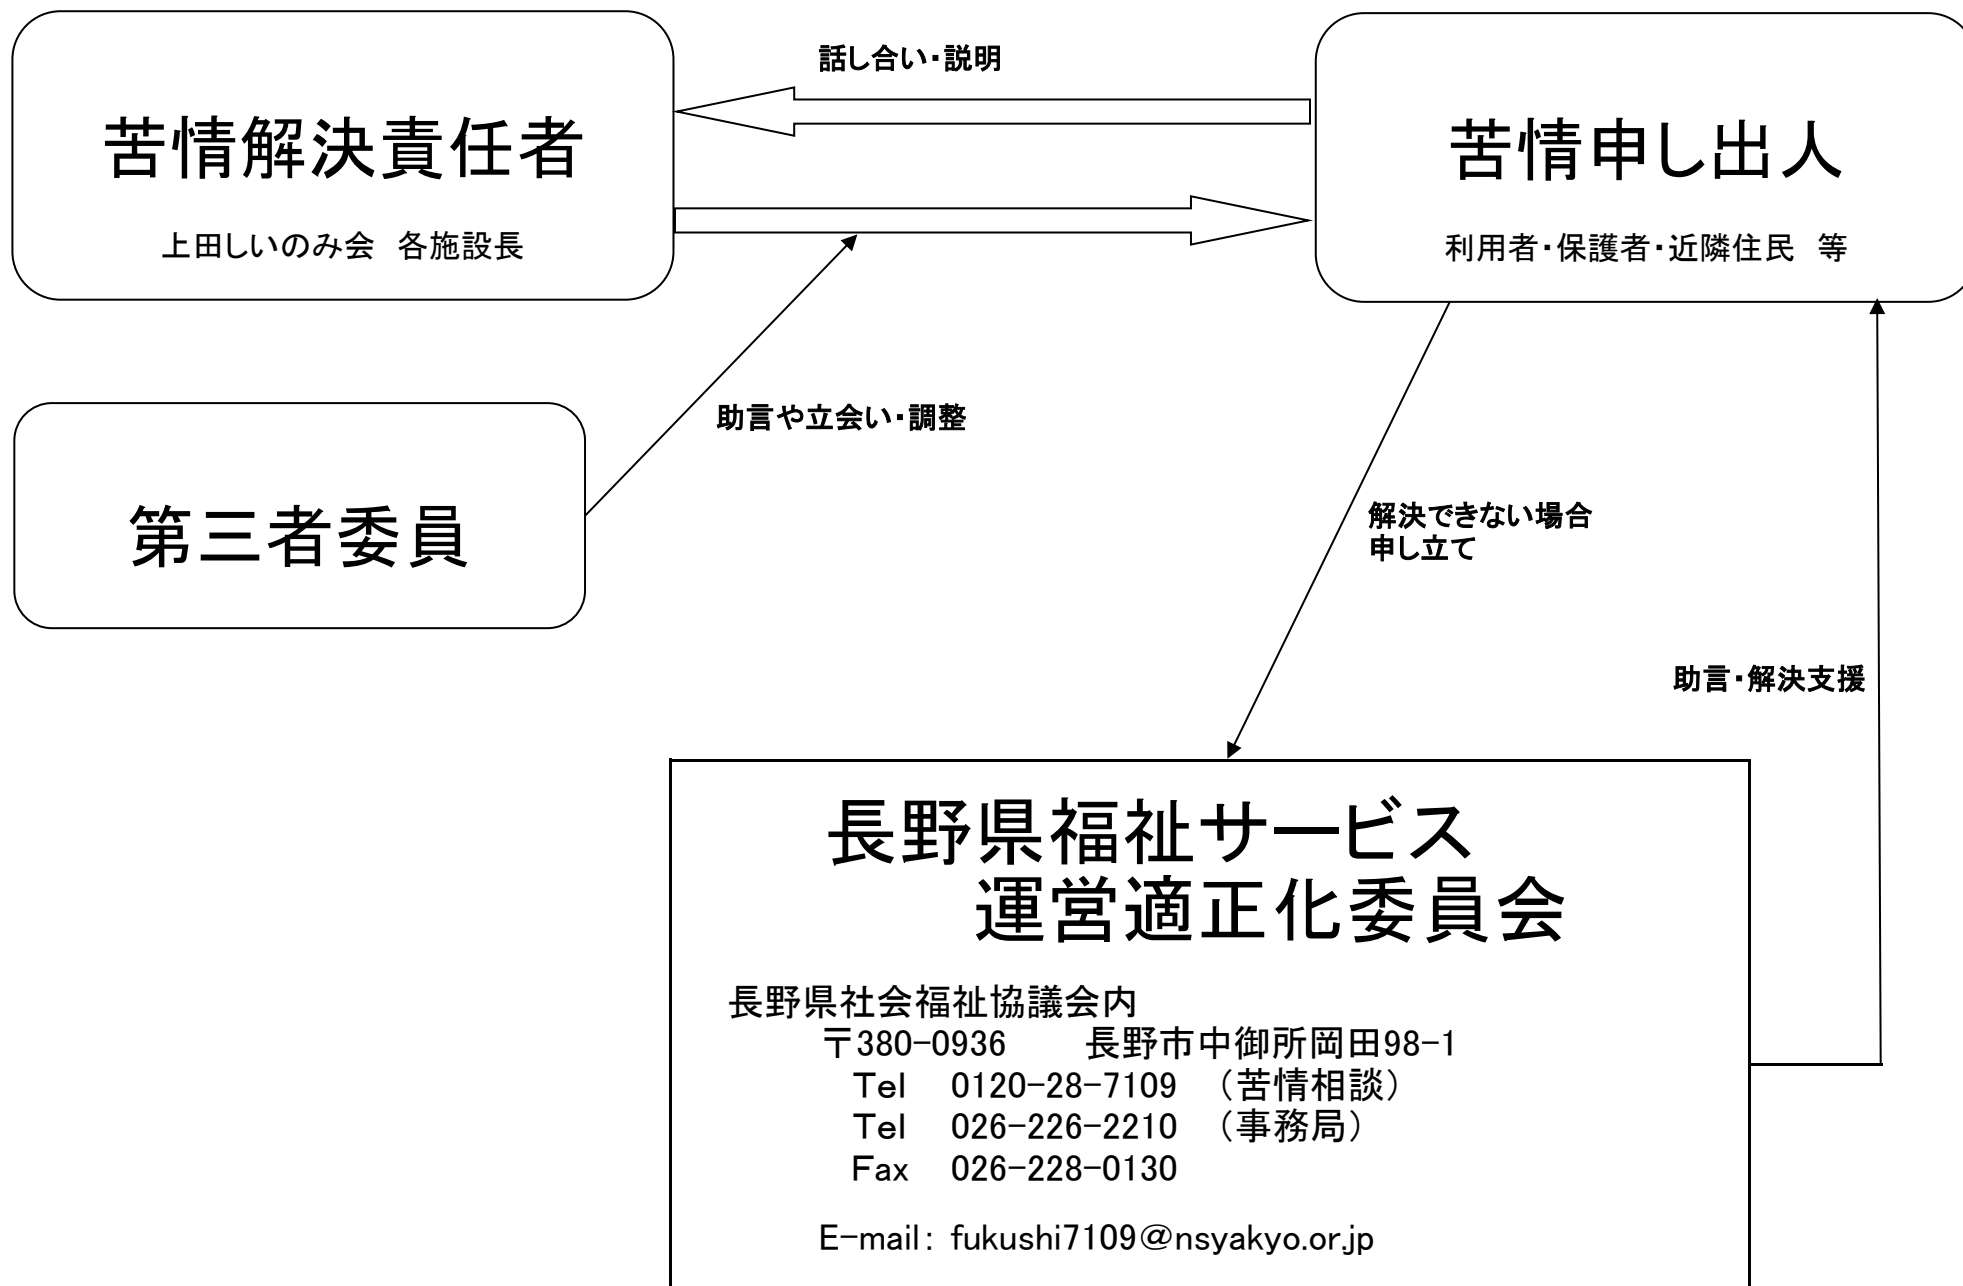 話し合い・説明
苦情解決責任者
上田しいのみ会　各施設長
苦情申し出人
利用者・保護者・近隣住民　等
助言や立会い・調整
第三者委員
解決できない場合
申し立て
助言・解決支援
長野県福祉サービス
運営適正化委員会
長野県社会福祉協議会内
〒380-0936　　長野市中御所岡田98-1
Tel　0120-28-7109　（苦情相談）
Tel　026-226-2210　（事務局）
Fax　026-228-0130
E-mail: fukushi7109＠nsyakyo.or.jp